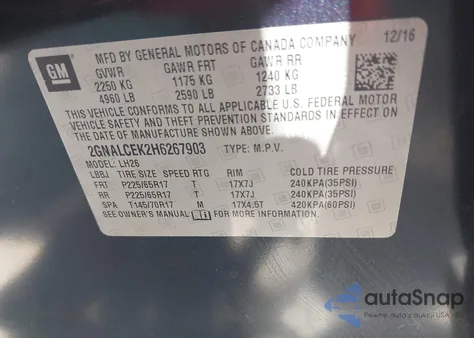 GM
MFD BY GENERAL MOTORS OF CANADA COMPANY 12/16
GVWR GAWR FRT GAWR RR
2250 KG 1175 KG 1240 KG
4960 LB 2590 LB 2733 LB
THIS VEHICLE CONFORMS TO ALL APPLICABLE U.S. FEDERAL MOTOR
VEHICLE SAFETY AND THEFT PREVENTION STANDARDS IN EFFECT ON
THE DATE OF MANUFACTURE SHOWN ABOVE.
2GNALCEK2H6267903 TYPE: M.P.V.
MODEL: LH26
LBBJ TIRE SIZE SPEED RTG RIM COLD TIRE PRESSURE
FRT P225/65R17 T 17X7J 240KPA(35PSI)
RR P225/65R17 T 17X7J 240KPA(35PSI)
SPA T145/70R17 M 17X4.5T 420KPA(60PSI)
SEE OWNER'S MANUAL FOR MORE INFORMATION
autoSnap
Pewne auta z aukcji USA